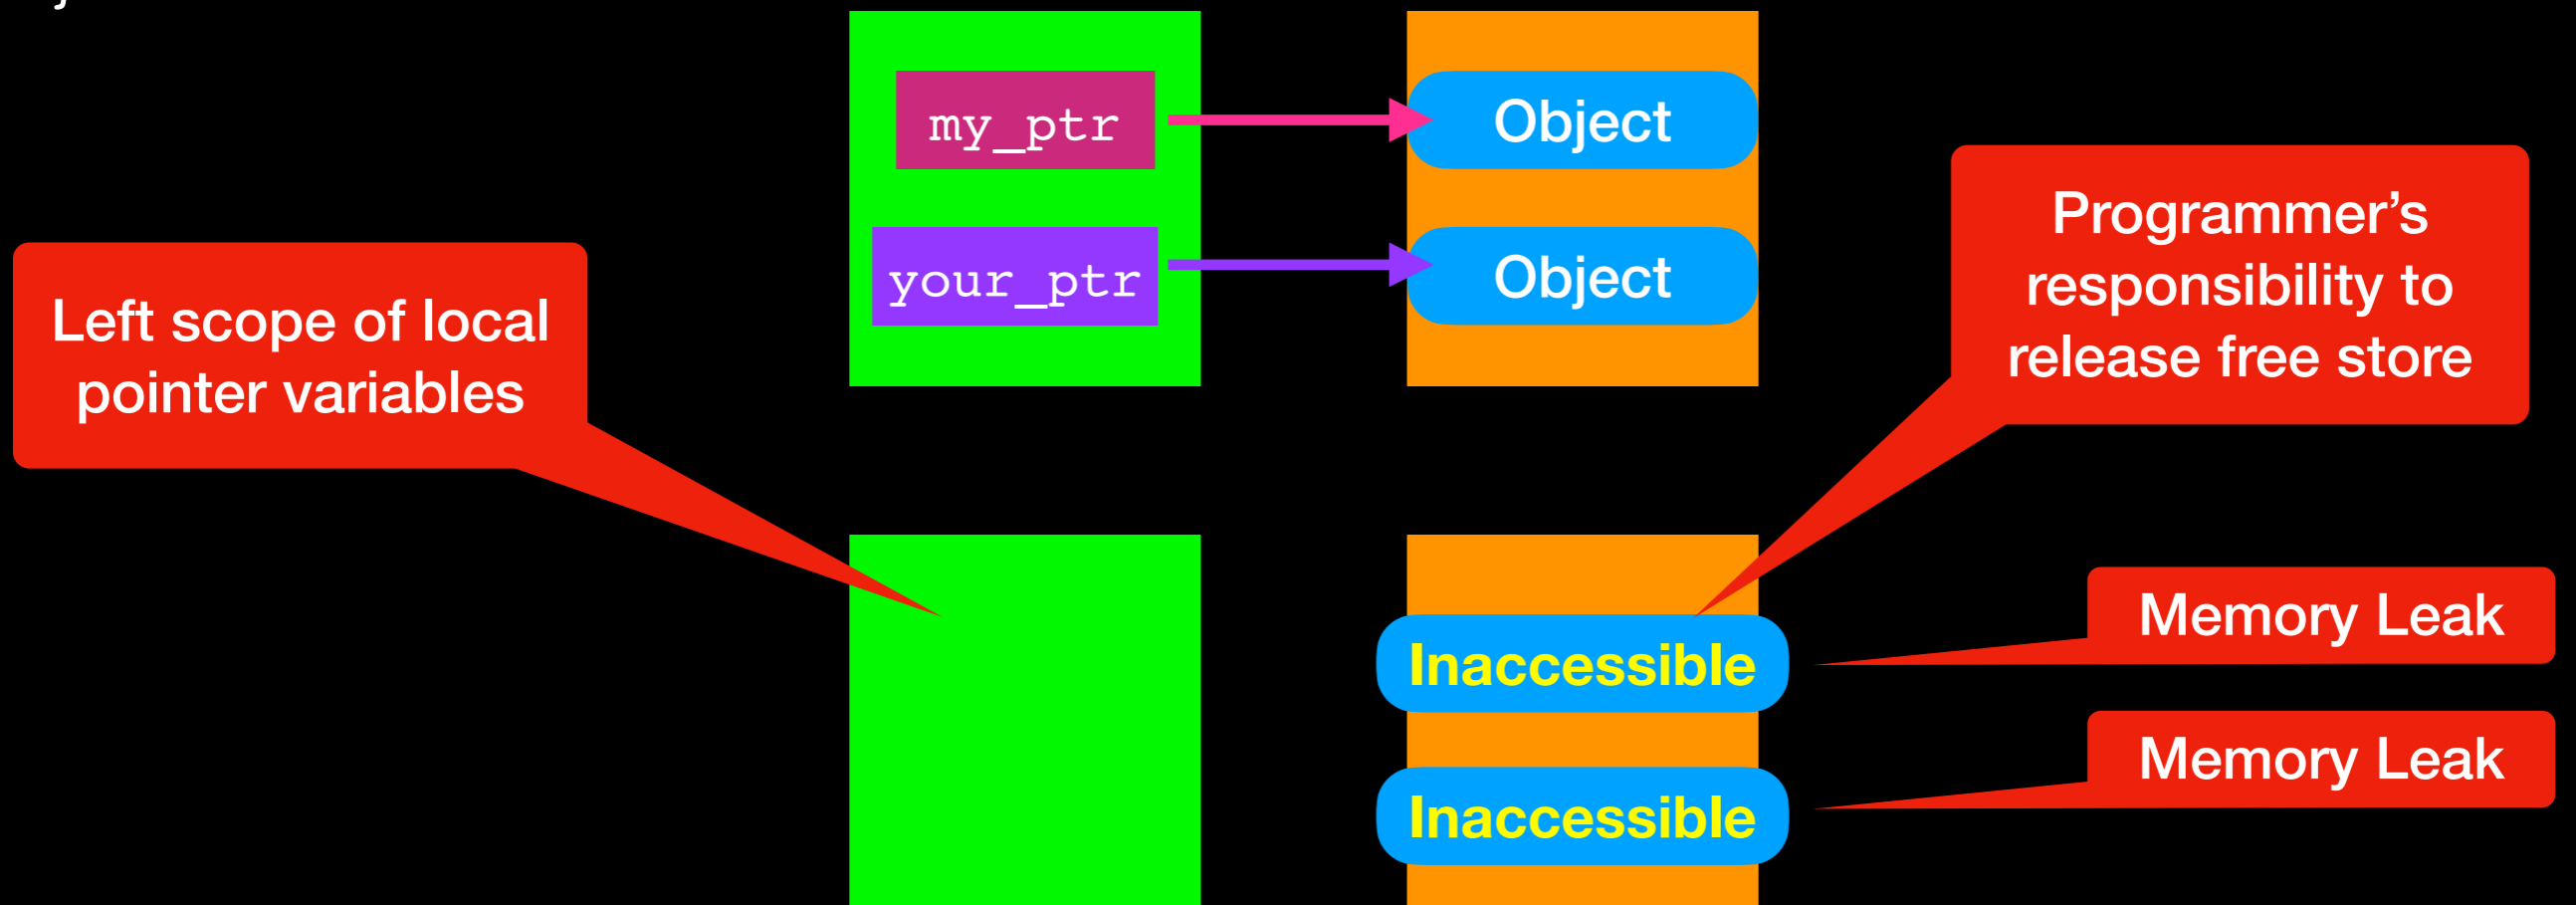 my_ptr
Object
your_ptr
Object
Left scope of local
pointer variables
Programmer’s
responsibility to
release free store
Inaccessible
Memory Leak
Inaccessible
Memory Leak